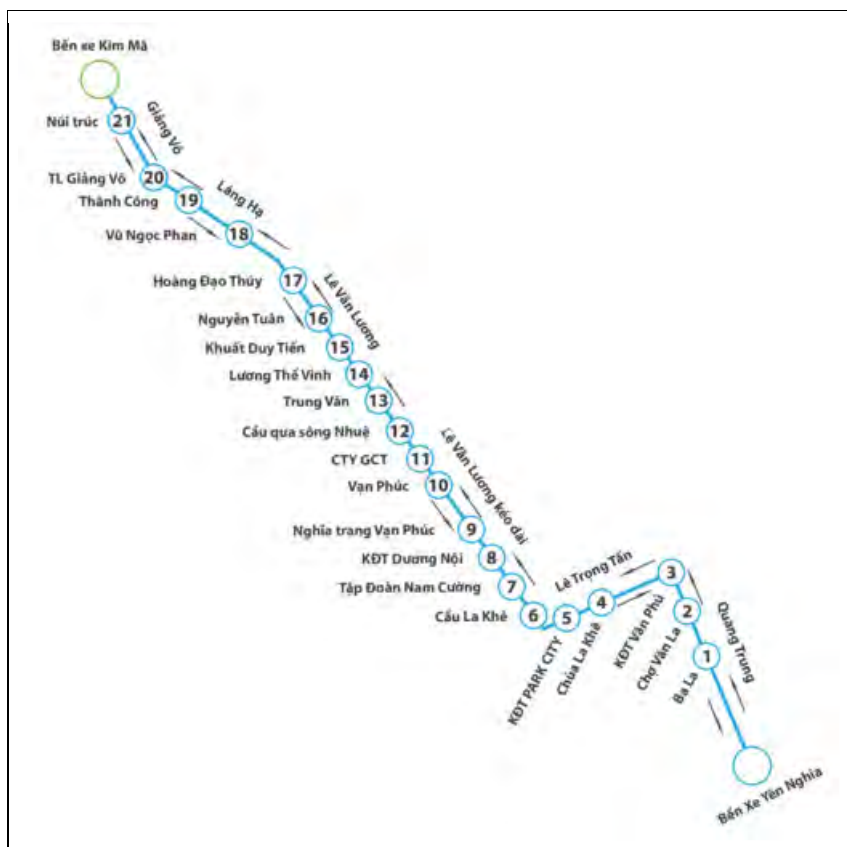 Bến xe Kim Mã
Núi trúc
21
Giảng Võ
TL Giảng Võ
20
Thành Công
19
Láng Hạ
Vũ Ngọc Phan
18
Hoàng Đạo Thúy
17
Lê Văn Lương
Nguyễn Tuân
16
Khuất Duy Tiến
15
Lương Thế Vinh
14
Trung Văn
13
Cầu qua sông Nhuệ
12
CTY GCT
11
Lê Văn Lương kéo dài
Vạn Phúc
10
Nghĩa trang Vạn Phúc
9
KĐT Dương Nội
8
Tập Đoàn Nam Cường
7
Cầu La Khê
6
KĐT PARK CITY
5
Chùa La Khê
4
Lê Trọng Tấn
KĐT Văn Phú
3
Chợ Văn La
2
Ba La
1
Quang Trung
Bến Xe Yên Nghĩa